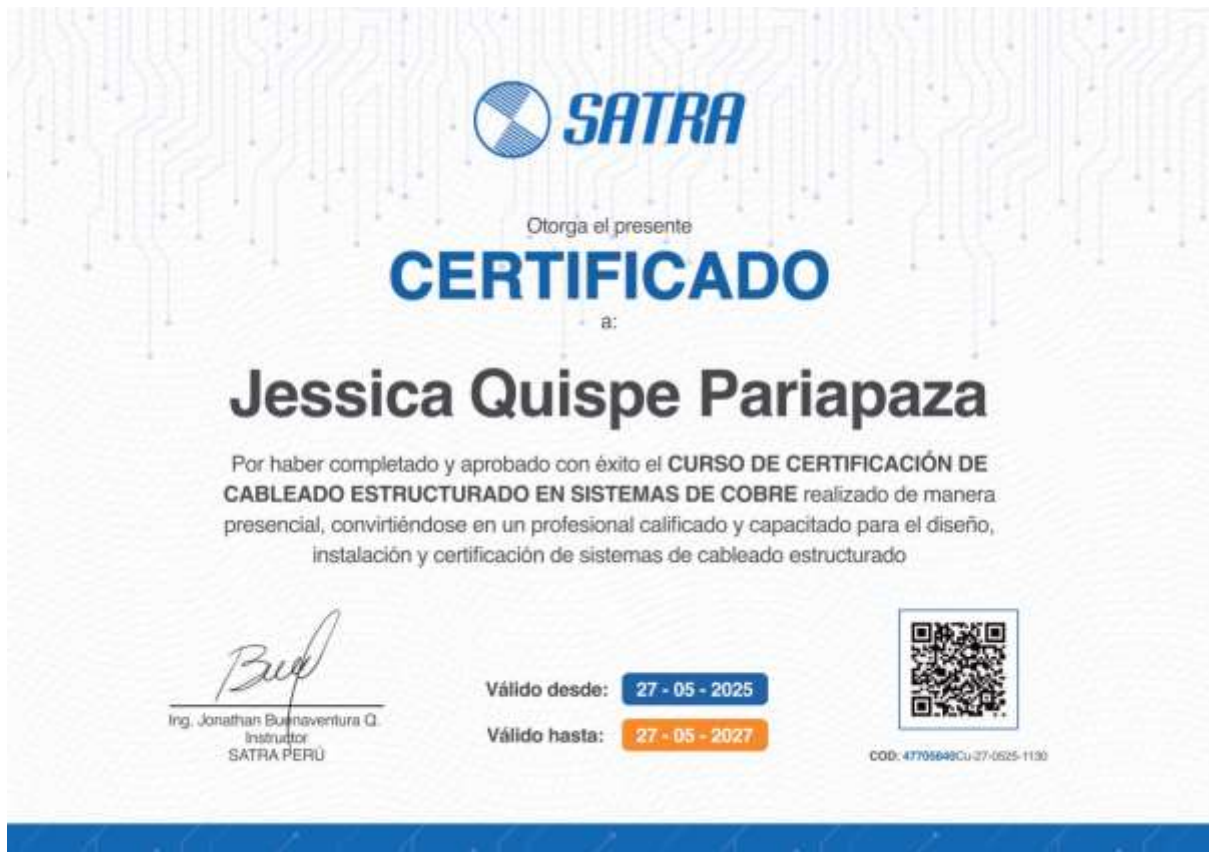 SATRA
Otorga el presente
CERTIFICADO
a:
Jessica Quispe Pariapaza
Por haber completado y aprobado con éxito el CURSO DE CERTIFICACIÓN DE
CABLEADO ESTRUCTURADO EN SISTEMAS DE COBRE realizado de manera
presencial, convirtiéndose en un profesional calificado y capacitado para el diseño,
instalación y certificación de sistemas de cableado estructurado
Ing. Jonathan Buenaventura Q.
Instructor
SATRA PERÚ
Válido desde: 27 - 05 - 2025
Válido hasta: 27 - 05 - 2027
COD: